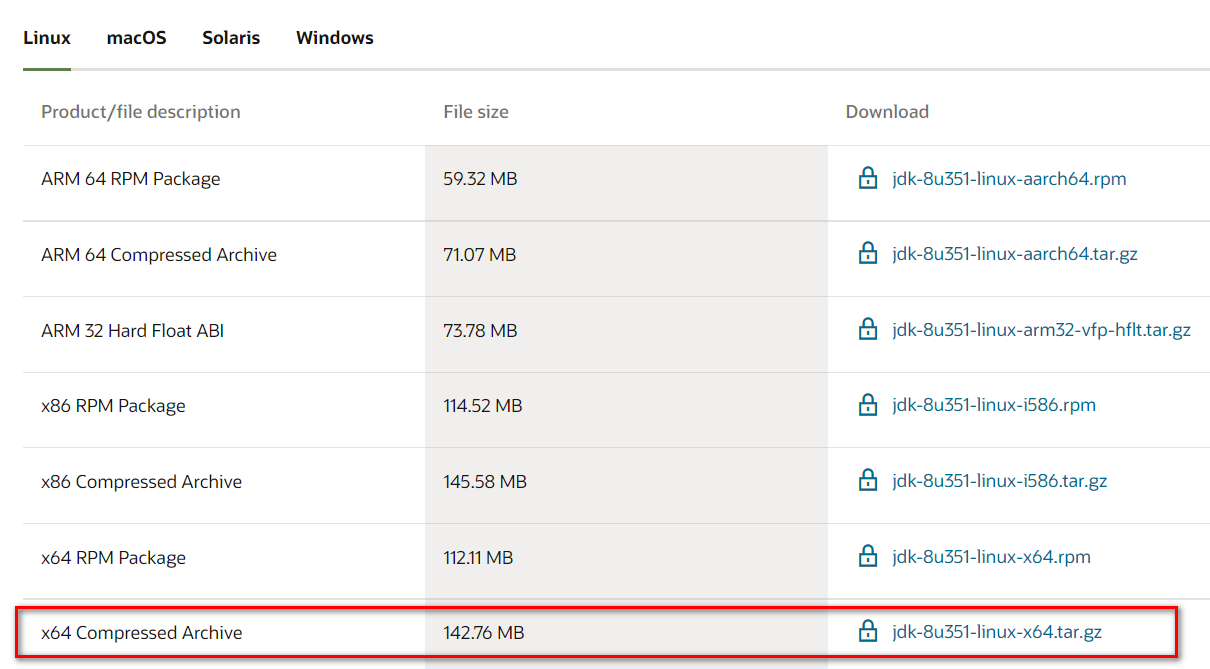 Linux macOS Solaris Windows
Product/file description File size Download
ARM 64 RPM Package 59.32 MB jdk-8u351-linux-aarch64.rpm
ARM 64 Compressed Archive 71.07 MB jdk-8u351-linux-aarch64.tar.gz
ARM 32 Hard Float ABI 73.78 MB jdk-8u351-linux-arm32-vfp-hflt.tar.gz
x86 RPM Package 114.52 MB jdk-8u351-linux-i586.rpm
x86 Compressed Archive 145.58 MB jdk-8u351-linux-i586.tar.gz
x64 RPM Package 112.11 MB jdk-8u351-linux-x64.rpm
x64 Compressed Archive 142.76 MB jdk-8u351-linux-x64.tar.gz